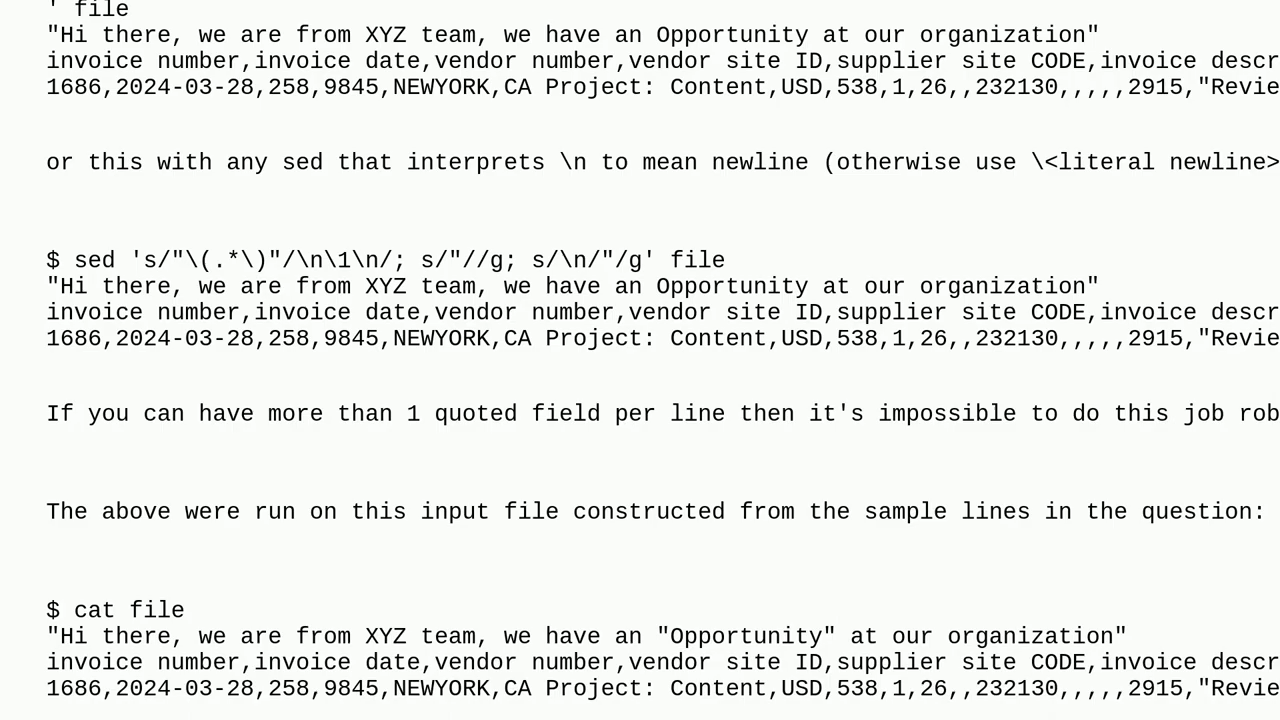 ' file
"Hi there, we are from XYZ team, we have an Opportunity at our organization"
invoice number,invoice date,vendor number,vendor site ID,supplier site CODE,invoice descr
1686,2024-03-28,258,9845,NEWYORK,CA Project: Content,USD,538,1,26,,232130,,,,,2915,"Revie
or this with any sed that interprets \n to mean newline (otherwise use \<literal newline>
$ sed 's/"\(.*\)"/\n\1\n/; s/"//g; s/\n/"/g' file
"Hi there, we are from XYZ team, we have an Opportunity at our organization"
invoice number,invoice date,vendor number,vendor site ID,supplier site CODE,invoice descr
1686,2024-03-28,258,9845,NEWYORK,CA Project: Content,USD,538,1,26,,232130,,,,,2915,"Revie
If you can have more than 1 quoted field per line then it's impossible to do this job rob
The above were run on this input file constructed from the sample lines in the question:
$ cat file
"Hi there, we are from XYZ team, we have an "Opportunity" at our organization"
invoice number,invoice date,vendor number,vendor site ID,supplier site CODE,invoice descr
1686,2024-03-28,258,9845,NEWYORK,CA Project: Content,USD,538,1,26,,232130,,,,,2915,"Revie